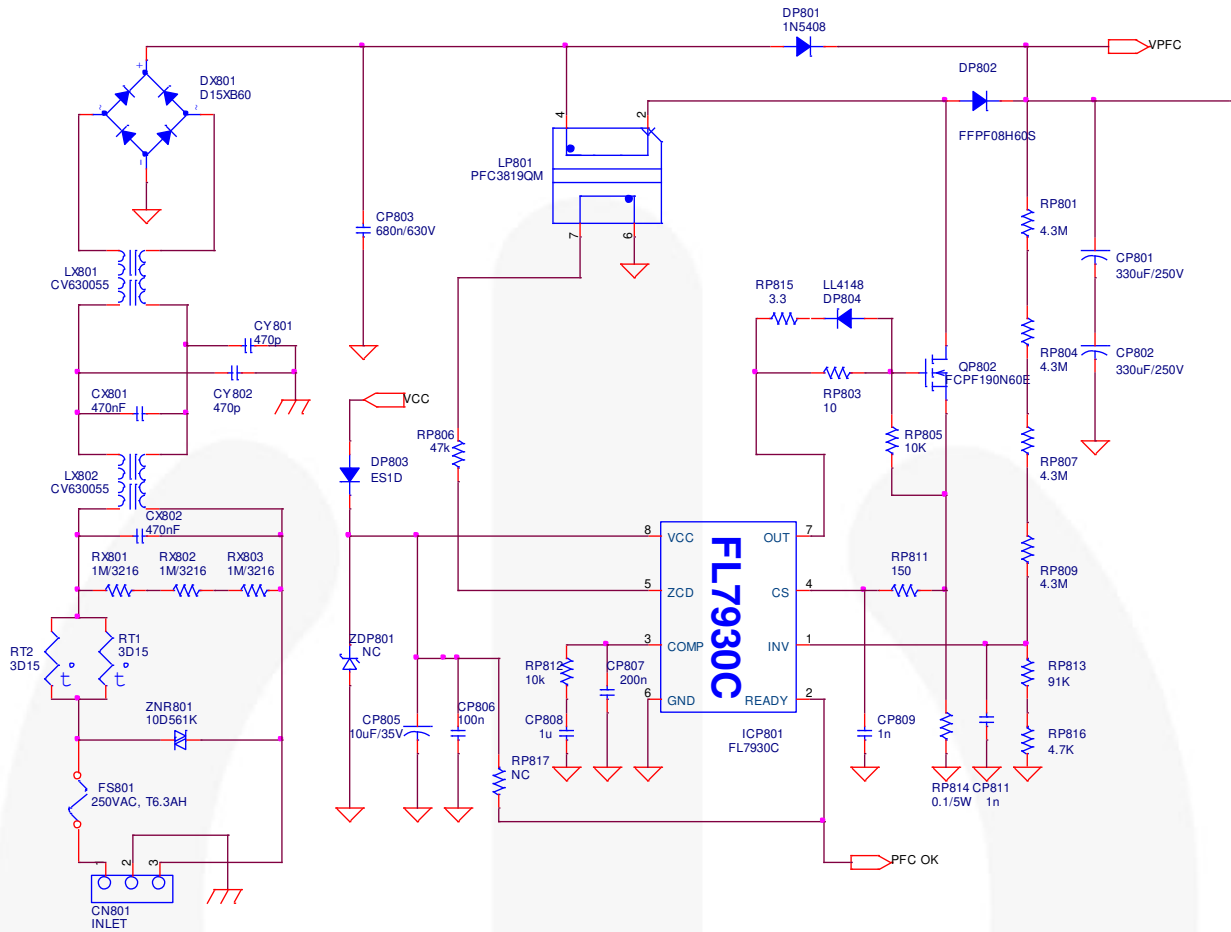 DP801
1N5408
VPFC
DX801
D15XB60
+
~
~
-
DP802
FFPF08H60S
4
2
LP801
PFC3819QM
7
6
CP803
680n/630V
RP801
4.3M
CP801
330uF/250V
LX801
CV630055
RP815
3.3
LL4148
DP804
CY801
470p
CY802
470p
RP804
4.3M
CP802
330uF/250V
QP802
FCPF190N60E
RP803
10
CX801
470nF
VCC
RP806
47k
RP805
10K
DP803
ES1D
RP807
4.3M
LX802
CV630055
CX802
470nF
RX801
1M/3216
RX802
1M/3216
RX803
1M/3216
8
VCC
OUT
7
FL7930C
5
ZCD
CS
4
RP811
150
RP809
4.3M
3
COMP
INV
1
6
GND
READY
2
RT2
3D15
t
RT1
3D15
t
ZDP801
NC
RP812
10k
CP807
200n
RP813
91K
ZNR801
10D561K
CP805
10uF/35V
CP806
100n
CP808
1u
ICP801
FL7930C
CP809
1n
RP816
4.7K
RP817
NC
FS801
250VAC, T6.3AH
RP814
0.1/5W
CP811
1n
PFC OK
1
2
3
CN801
INLET